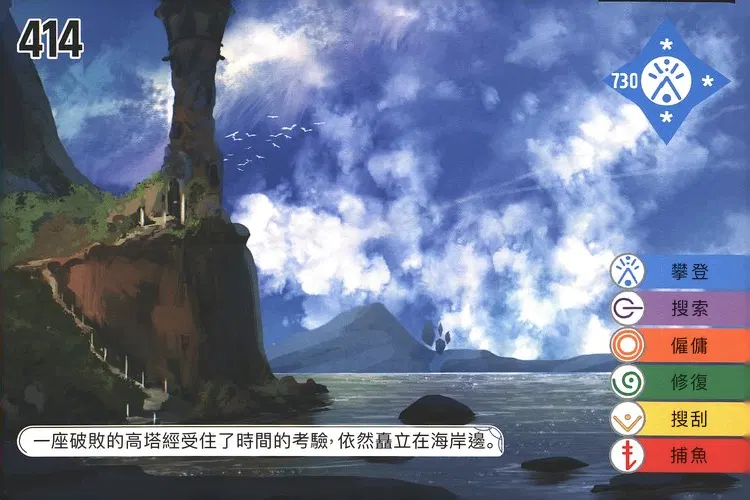 414
730
*
*
*
攀登
搜索
僱傭
修復
搜刮
捕魚
一座破敗的高塔經受住了時間的考驗，依然矗立在海岸邊。